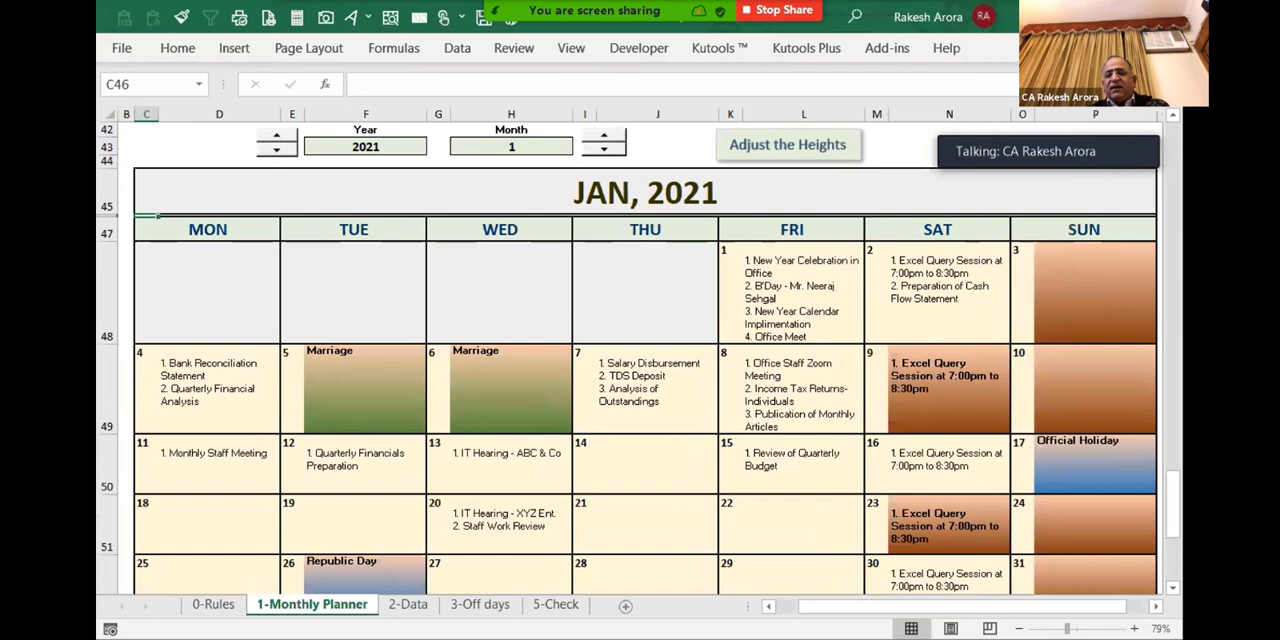 You are screen sharing
Stop Share
Rakesh Arora
RA
File Home Insert Page Layout Formulas Data Review View Developer Kutools ™ Kutools Plus Add-ins Help
CA Rakesh Arora
C46
fx
B C D E F G H I J K L M N O P
42
Year
Month
43
2021
1
Adjust the Heights
Talking: CA Rakesh Arora
44
45
JAN, 2021
47
MON TUE WED THU FRI SAT SUN
48
1
1. New Year Celebration in
Office
2. B'Day - Mr. Neeraj
Sehgal
3. New Year Calendar
Implimentation
4. Office Meet
2
1. Excel Query Session at
7:00pm to 8:30pm
2. Preparation of Cash
Flow Statement
3
49
4
1. Bank Reconciliation
Statement
2. Quarterly Financial
Analysis
5
Marriage
6
Marriage
7
1. Salary Disbursement
2. TDS Deposit
3. Analysis of
Outstandings
8
1. Office Staff Zoom
Meeting
2. Income Tax Returns-
Individuals
3. Publication of Monthly
Articles
9
1. Excel Query
Session at 7:00pm to
8:30pm
10
50
11
1. Monthly Staff Meeting
12
1. Quarterly Financials
Preparation
13
1. IT Hearing - ABC & Co
14
15
1. Review of Quarterly
Budget
16
1. Excel Query Session at
7:00pm to 8:30pm
17
Official Holiday
51
18
19
20
1. IT Hearing - XYZ Ent.
2. Staff Work Review
21
22
23
1. Excel Query
Session at 7:00pm to
8:30pm
24
25
26
Republic Day
27
28
29
30
1. Excel Query Session at
7:00pm to 8:30pm
31
0-Rules 1-Monthly Planner 2-Data 3-Off days 5-Check
79%